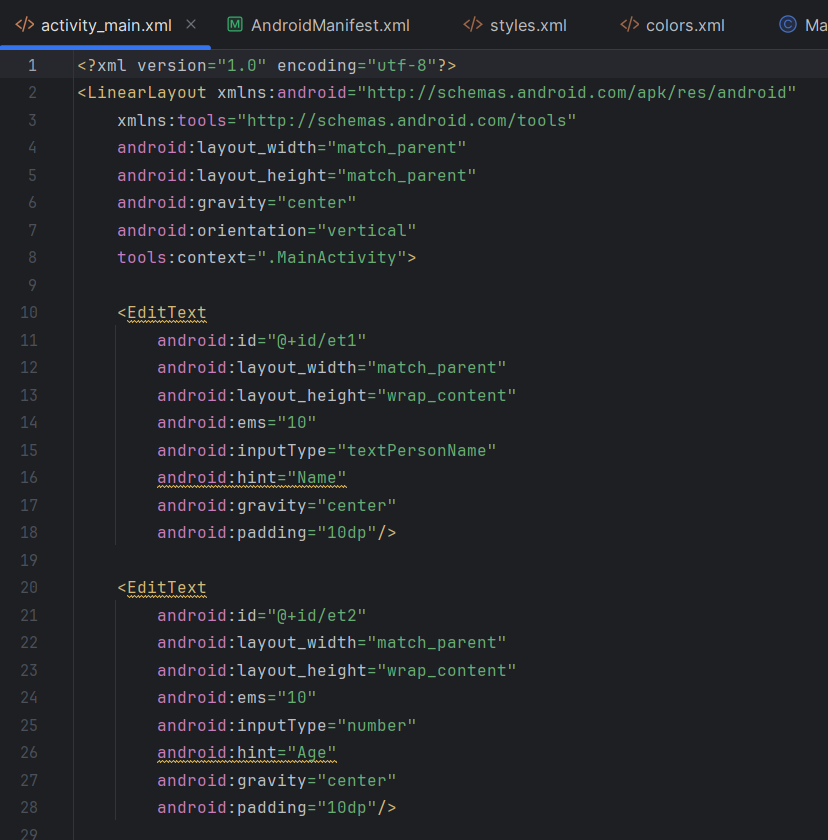 activity_main.xml AndroidManifest.xml styles.xml colors.xml Ma
1 <?xml version="1.0" encoding="utf-8"?>
2 <LinearLayout xmlns:android="http://schemas.android.com/apk/res/android"
3 xmlns:tools="http://schemas.android.com/tools"
4 android:layout_width="match_parent"
5 android:layout_height="match_parent"
6 android:gravity="center"
7 android:orientation="vertical"
8 tools:context=".MainActivity">
9
10 <EditText
11 android:id="@+id/et1"
12 android:layout_width="match_parent"
13 android:layout_height="wrap_content"
14 android:ems="10"
15 android:inputType="textPersonName"
16 android:hint="Name"
17 android:gravity="center"
18 android:padding="10dp"/>
19
20 <EditText
21 android:id="@+id/et2"
22 android:layout_width="match_parent"
23 android:layout_height="wrap_content"
24 android:ems="10"
25 android:inputType="number"
26 android:hint="Age"
27 android:gravity="center"
28 android:padding="10dp"/>
29